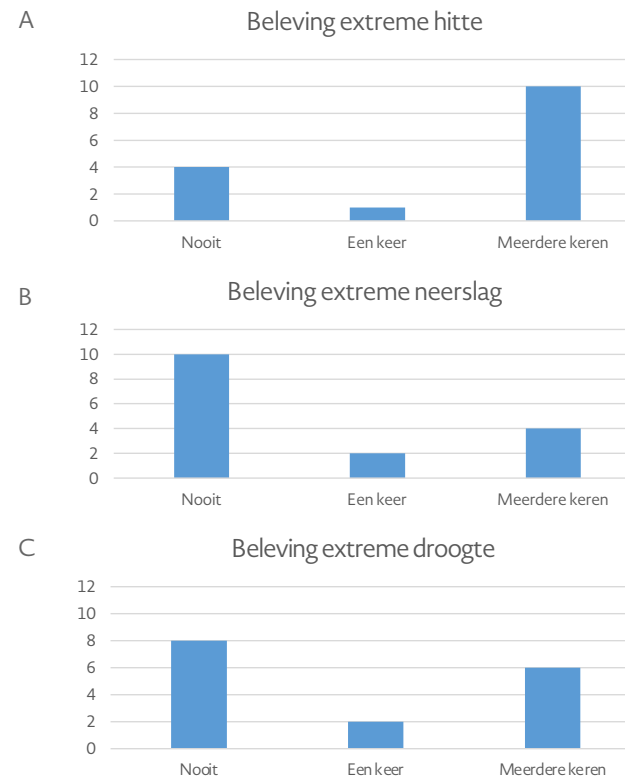 A
Beleving extreme hitte
12
10
8
6
4
2
0
Nooit
Een keer
Meerdere keren
B
Beleving extreme neerslag
12
10
8
6
4
2
0
Nooit
Een keer
Meerdere keren
C
Beleving extreme droogte
12
10
8
6
4
2
0
Nooit
Een keer
Meerdere keren